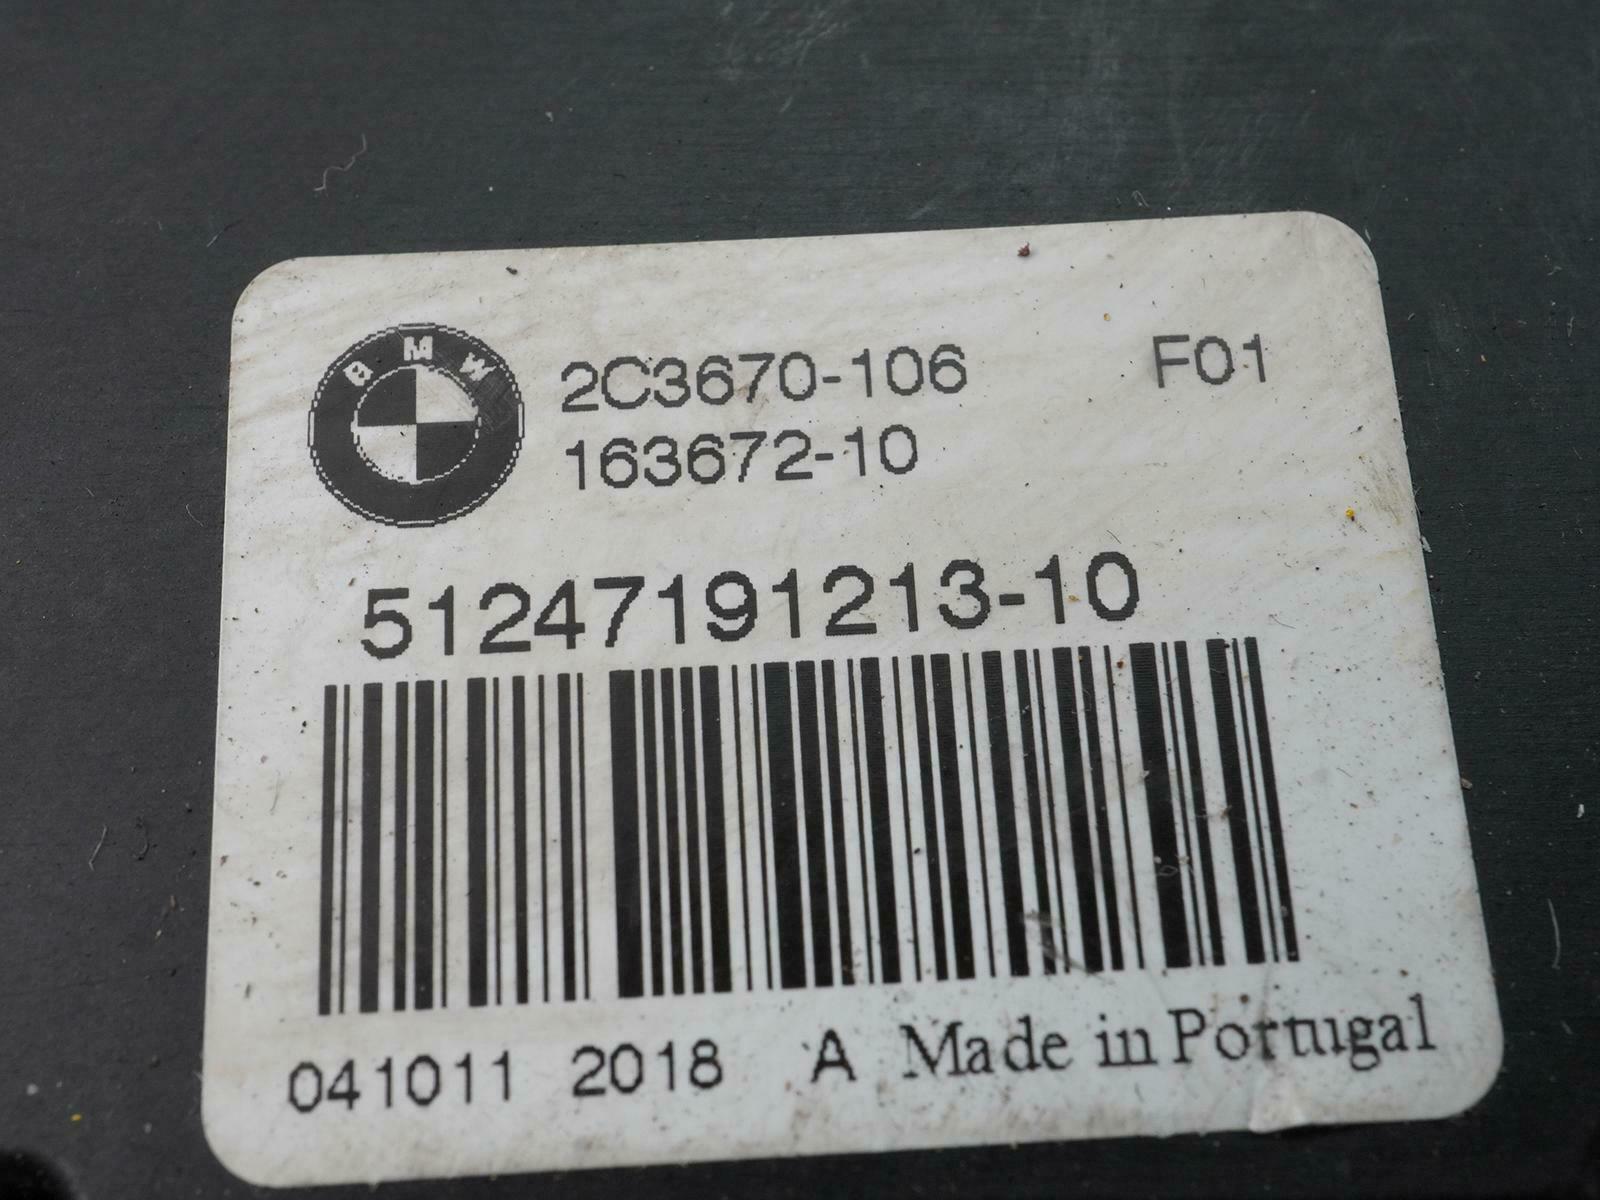 BMW
2C3670-106 F01
163672-10
51247191213-10
041011 2018 A Made in Portugal